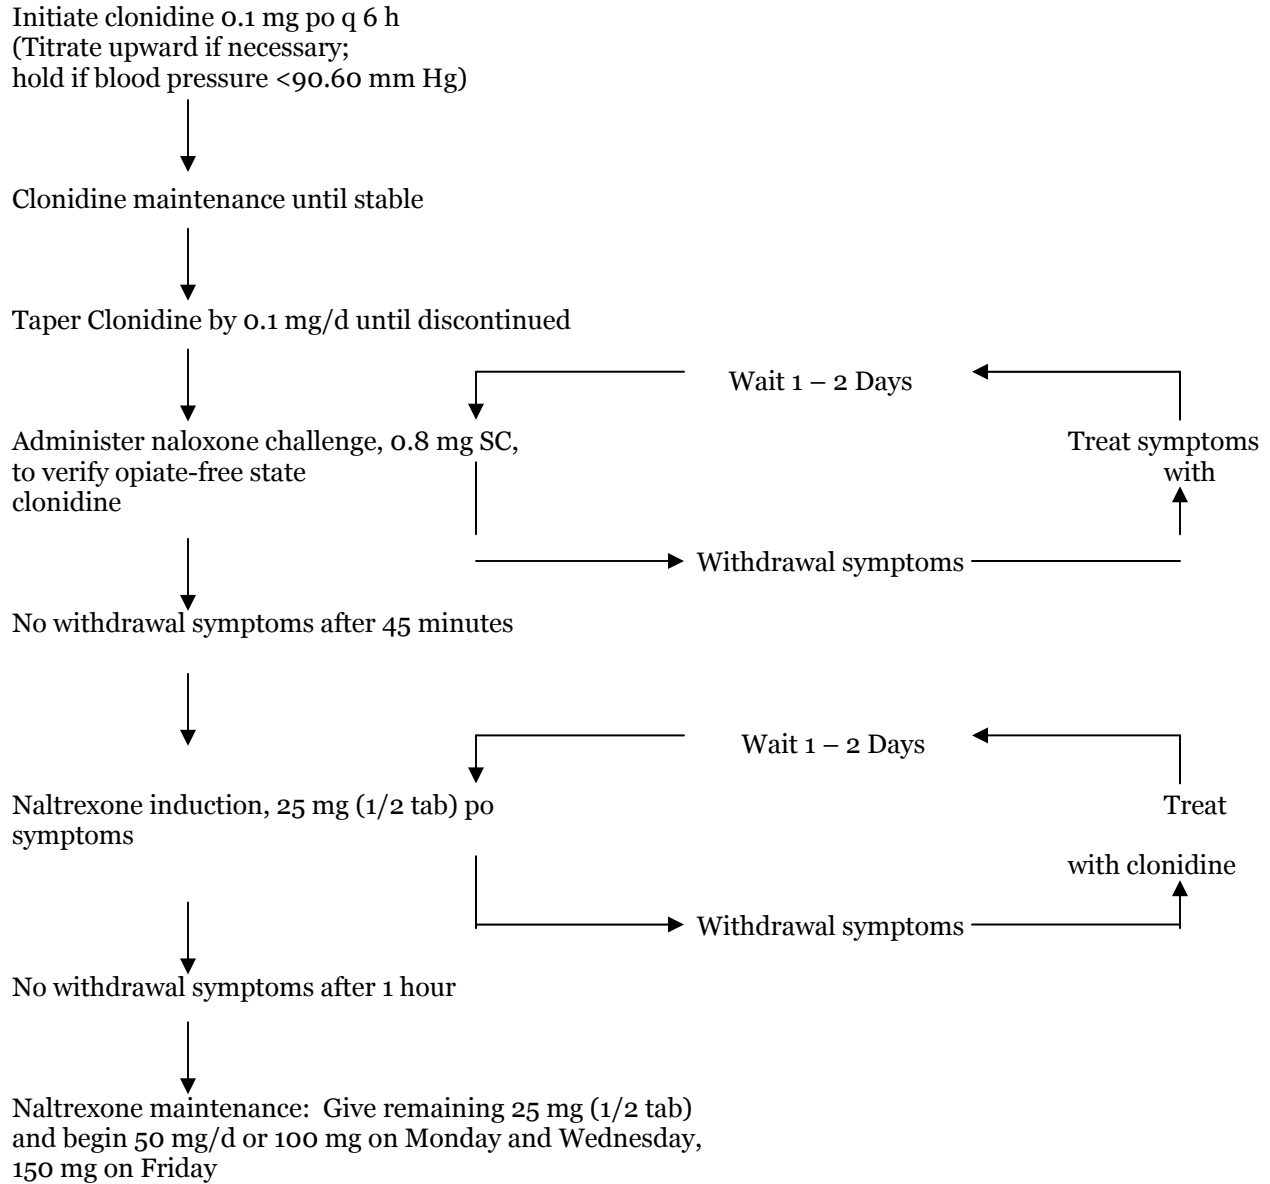 Initiate clonidine 0.1 mg po q 6 h
(Titrate upward if necessary;
hold if blood pressure <90.60 mm Hg)
Clonidine maintenance until stable
Taper Clonidine by 0.1 mg/d until discontinued
Wait 1 – 2 Days
Administer naloxone challenge, 0.8 mg SC,
Treat symptoms
to verify opiate-free state
with
clonidine
Withdrawal symptoms
No withdrawal symptoms after 45 minutes
Wait 1 – 2 Days
Naltrexone induction, 25 mg (1/2 tab) po
Treat
symptoms
with clonidine
Withdrawal symptoms
No withdrawal symptoms after 1 hour
Naltrexone maintenance: Give remaining 25 mg (1/2 tab)
and begin 50 mg/d or 100 mg on Monday and Wednesday,
150 mg on Friday